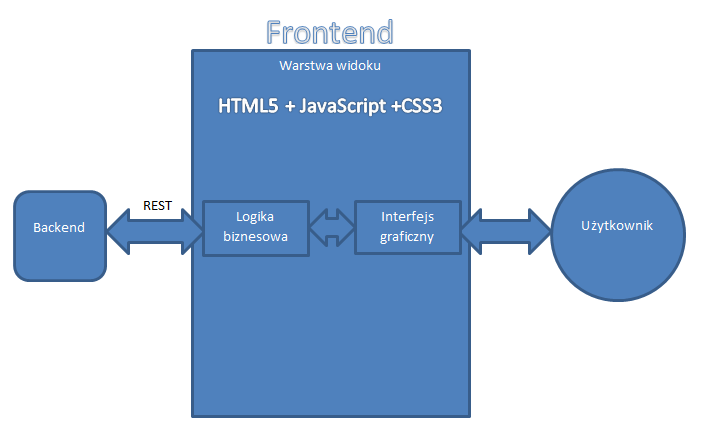 Frontend
Warstwa widoku
HTML5 + JavaScript +CSS3
REST
Backend
Logika
biznesowa
Interfejs
graficzny
Użytkownik